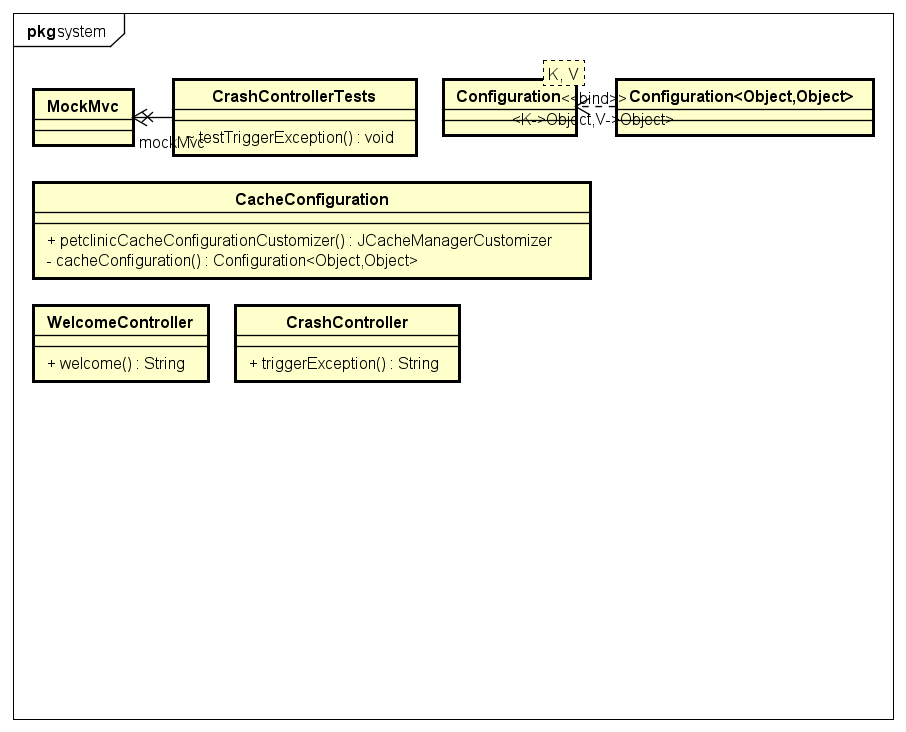 pkg system
K, V
MockMvc
CrashControllerTests
~ testTriggerException() : void
mockMvc
Configuration
<<bind>>
<K->Object,V->Object>
Configuration<Object,Object>
CacheConfiguration
+ petclinicCacheConfigurationCustomizer() : JCacheManagerCustomizer
- cacheConfiguration() : Configuration<Object,Object>
WelcomeController
+ welcome() : String
CrashController
+ triggerException() : String